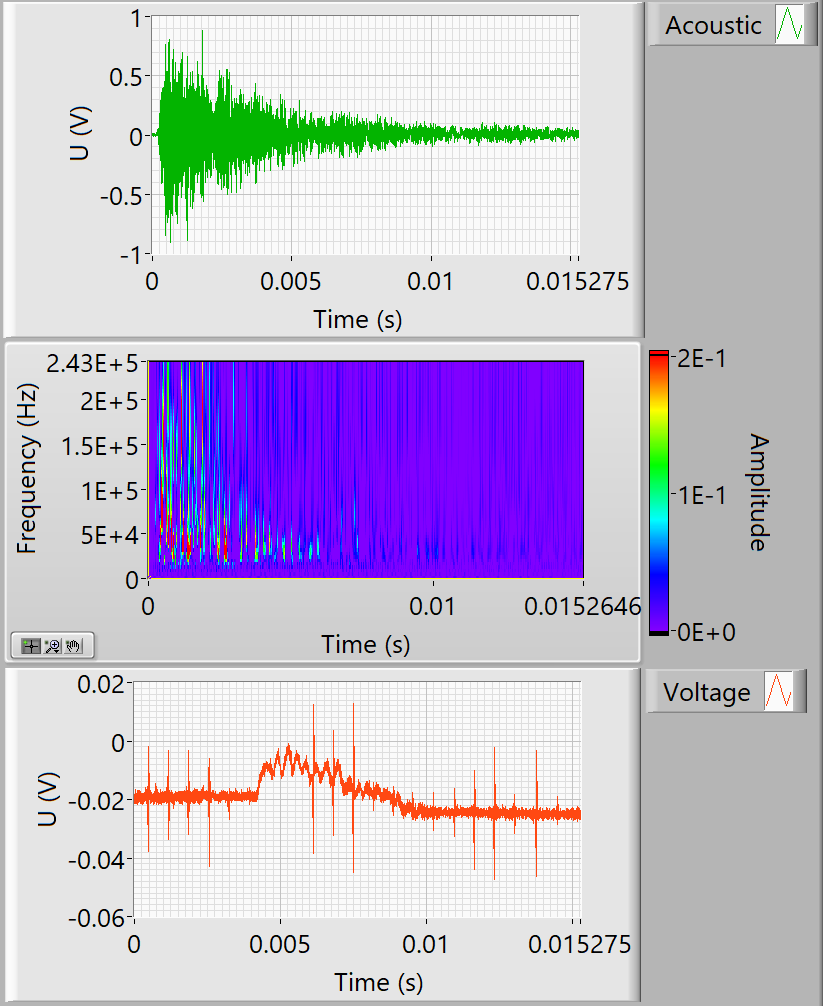 Acoustic
1
0.5
0
-0.5
-1
U (V)
0 0.005 0.01 0.015275
Time (s)
2.43E+5
2E+5
1.5E+5
1E+5
5E+4
0
Frequency (Hz)
0 0.01 0.0152646
Time (s)
2E-1
1E-1
0E+0
Amplitude
Voltage
0.02
0
-0.02
-0.04
-0.06
U (V)
0 0.005 0.01 0.015275
Time (s)